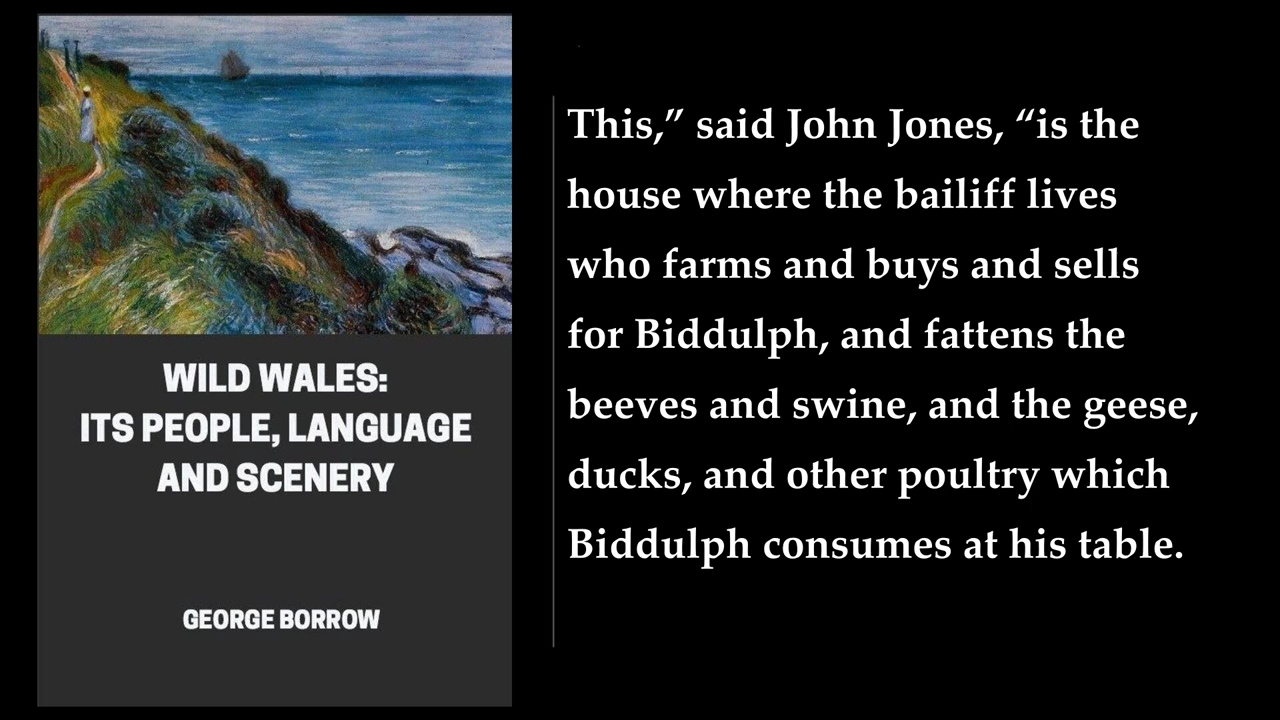 WILD WALES:
ITS PEOPLE, LANGUAGE
AND SCENERY
GEORGE BORROW
This,” said John Jones, “is the
house where the bailiff lives
who farms and buys and sells
for Biddulph, and fattens the
beeves and swine, and the geese,
ducks, and other poultry which
Biddulph consumes at his table.